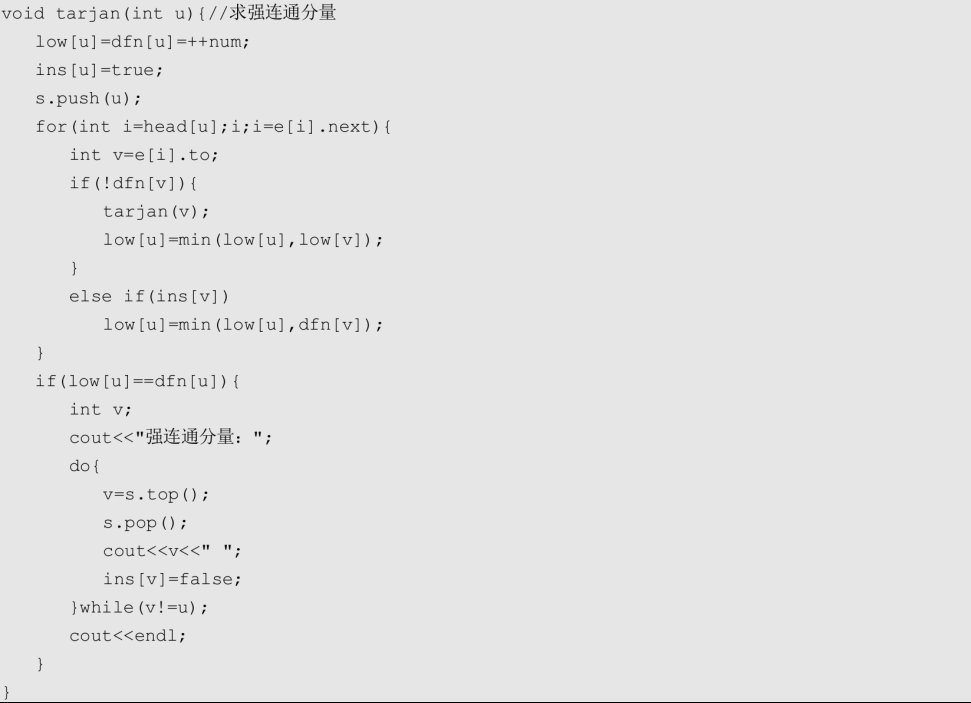 void tarjan(int u){//求强连通分量
low[u]=dfn[u]=++num;
ins[u]=true;
s.push(u);
for(int i=head[u];i;i=e[i].next){
int v=e[i].to;
if(!dfn[v]){
tarjan(v);
low[u]=min(low[u],low[v]);
}
else if(ins[v])
low[u]=min(low[u],dfn[v]);
}
if(low[u]==dfn[u]){
int v;
cout<<"强连通分量：";
do{
v=s.top();
s.pop();
cout<<v<<" ";
ins[v]=false;
}while(v!=u);
cout<<endl;
}
}